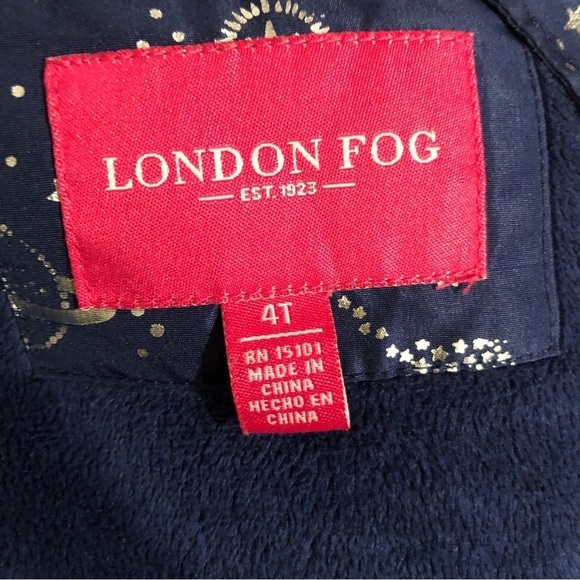 LONDON FOG
EST. 1923
4T
RN 15101
MADE IN
CHINA
HECHO EN
CHINA